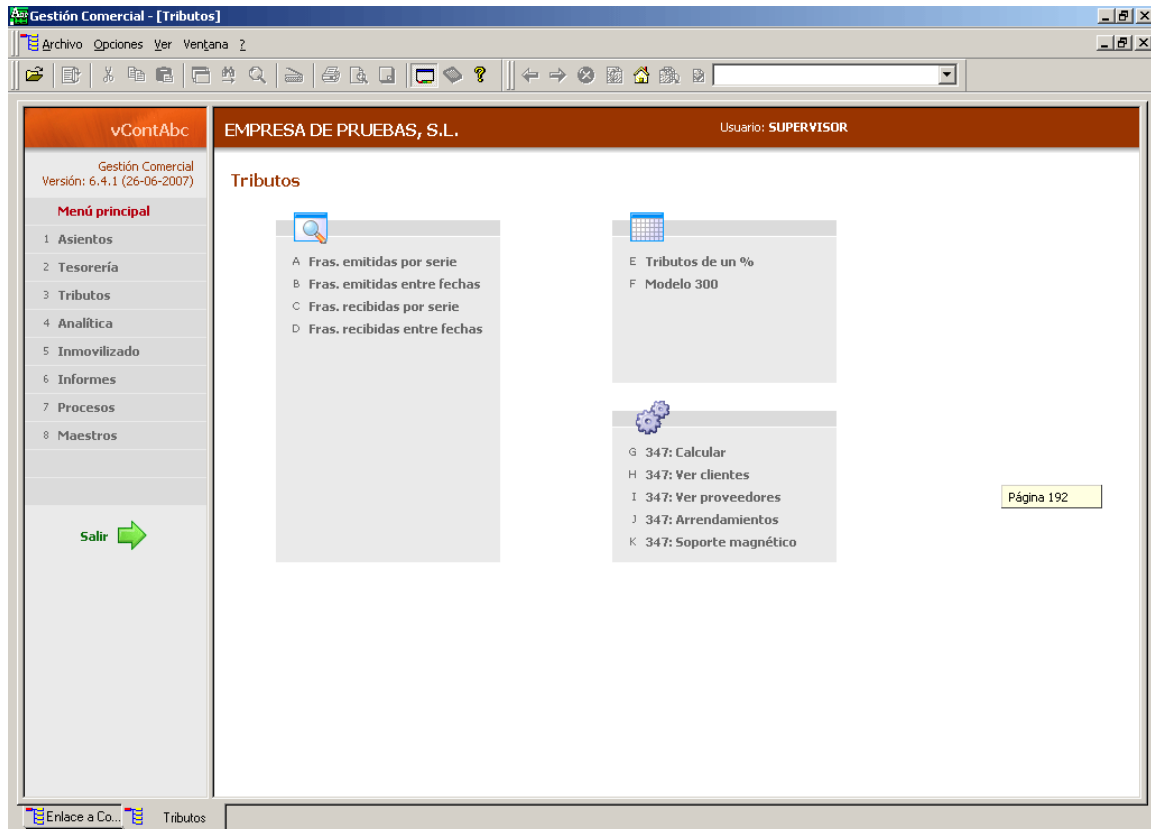 Gestión Comercial - [Tributos]
Archivo Opciones Ver Ventana ?
vContAbc
EMPRESA DE PRUEBAS, S.L.
Usuario: SUPERVISOR
Gestión Comercial
Versión: 6.4.1 (26-06-2007)
Menú principal
1 Asientos
2 Tesorería
3 Tributos
4 Analítica
5 Inmovilizado
6 Informes
7 Procesos
8 Maestros
Salir
Tributos
A Fras. emitidas por serie
B Fras. emitidas entre fechas
C Fras. recibidas por serie
D Fras. recibidas entre fechas
E Tributos de un %
F Modelo 300
G 347: Calcular
H 347: Ver clientes
I 347: Ver proveedores
J 347: Arrendamientos
K 347: Soporte magnético
Página 192
Enlace a Co...
Tributos